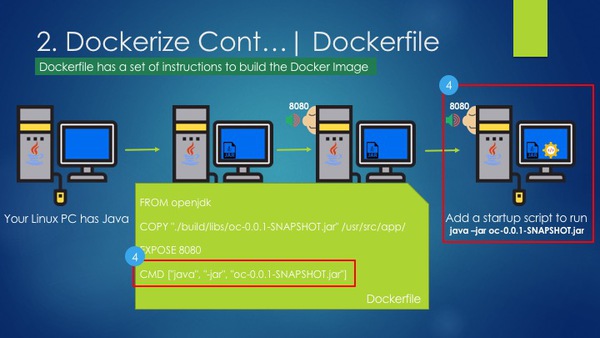 2. Dockerize Cont…| Dockerfile
Dockerfile has a set of instructions to build the Docker Image
4
8080
8080
Your Linux PC has Java
Add a startup script to run
java –jar oc-0.0.1-SNAPSHOT.jar
FROM openjdk
COPY "./build/libs/oc-0.0.1-SNAPSHOT.jar" /usr/src/app/
EXPOSE 8080
4
CMD ["java", "-jar", "oc-0.0.1-SNAPSHOT.jar"]
Dockerfile